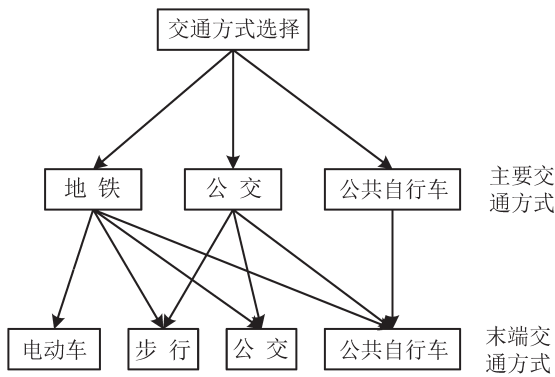 交通方式选择
地铁
公交
公共自行车
主要交
通方式
电动车
步行
公交
公共自行车
末端交
通方式